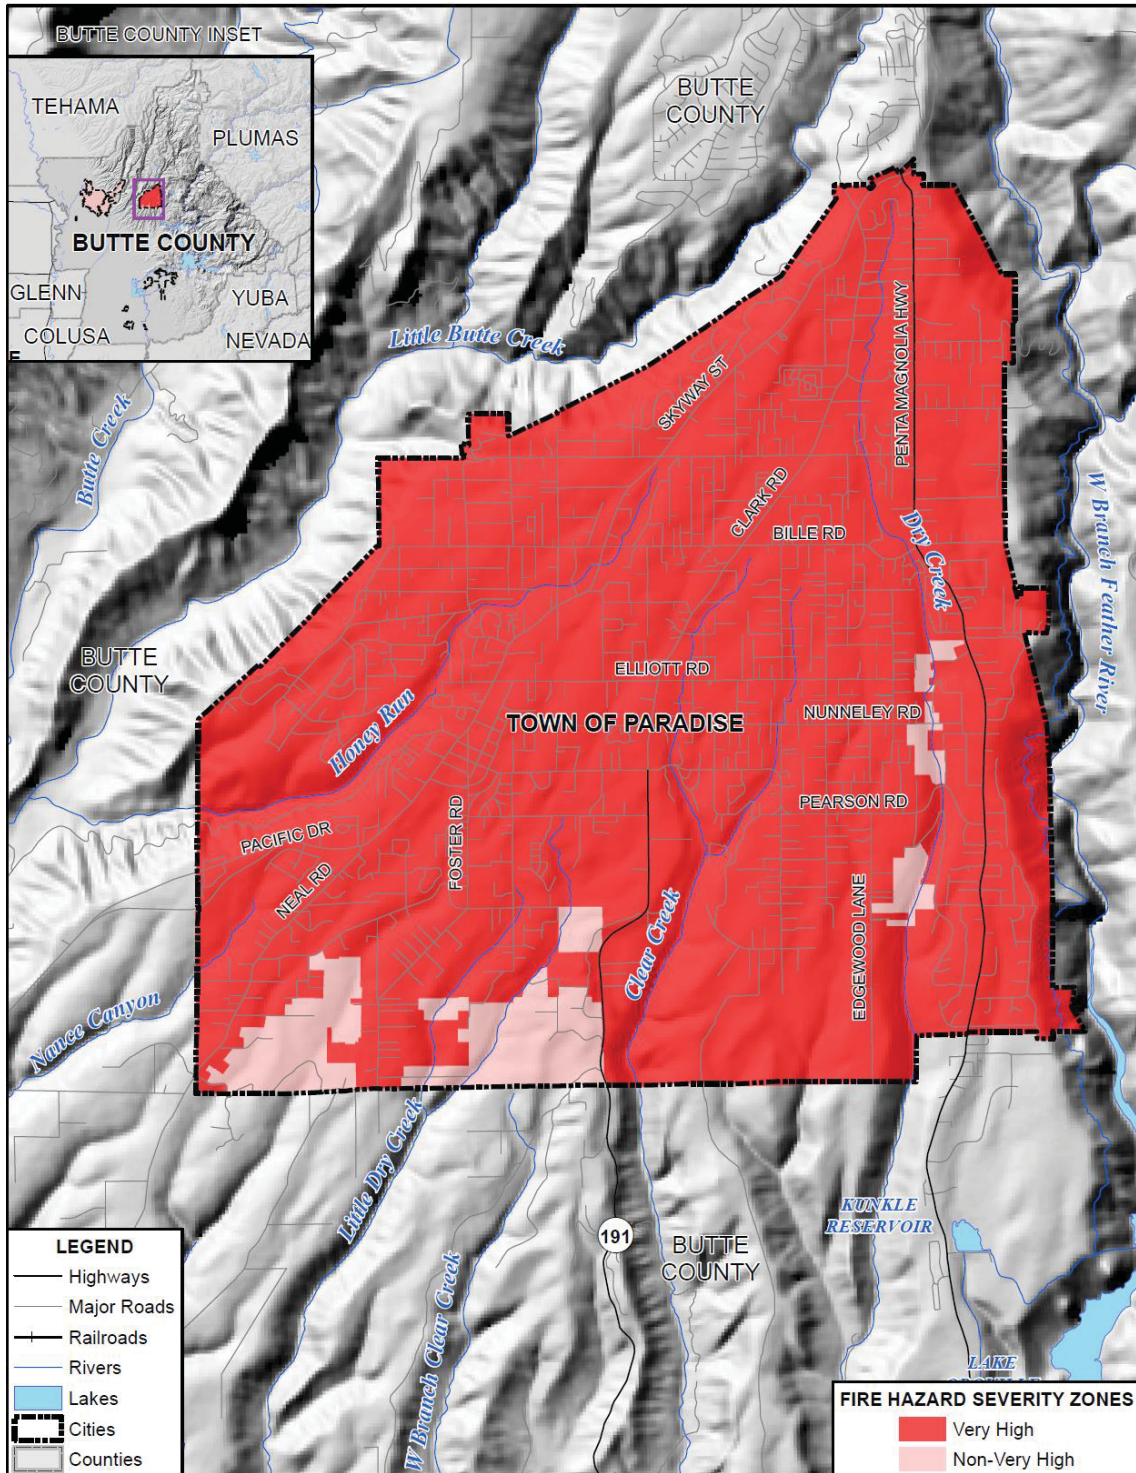 BUTTE COUNTY INSET
TEHAMA
PLUMAS
BUTTE COUNTY
GLENN
YUBA
COLUSA
NEVADA
E
BUTTE
COUNTY
Little Butte Creek
Butte Creek
SKYWAY ST
PENTAMAGNOLIA HWY
CLARK RD
BILLE RD
Dry Creek
W Branch Feather River
BUTTE
COUNTY
ELLIOTT RD
Honey Run
TOWN OF PARADISE
NUNNELEY RD
PEARSON RD
PACIFIC DR
FOSTER RD
NEAL RD
EDGEWOOD LANE
Clear Creek
Nance Canyon
Little Dry Creek
W Branch Clear Creek
191
BUTTE
COUNTY
KUNKLE
RESERVOIR
LAKE
LEGEND
Highways
Major Roads
Railroads
Rivers
Lakes
Cities
Counties
FIRE HAZARD SEVERITY ZONES
Very High
Non-Very High